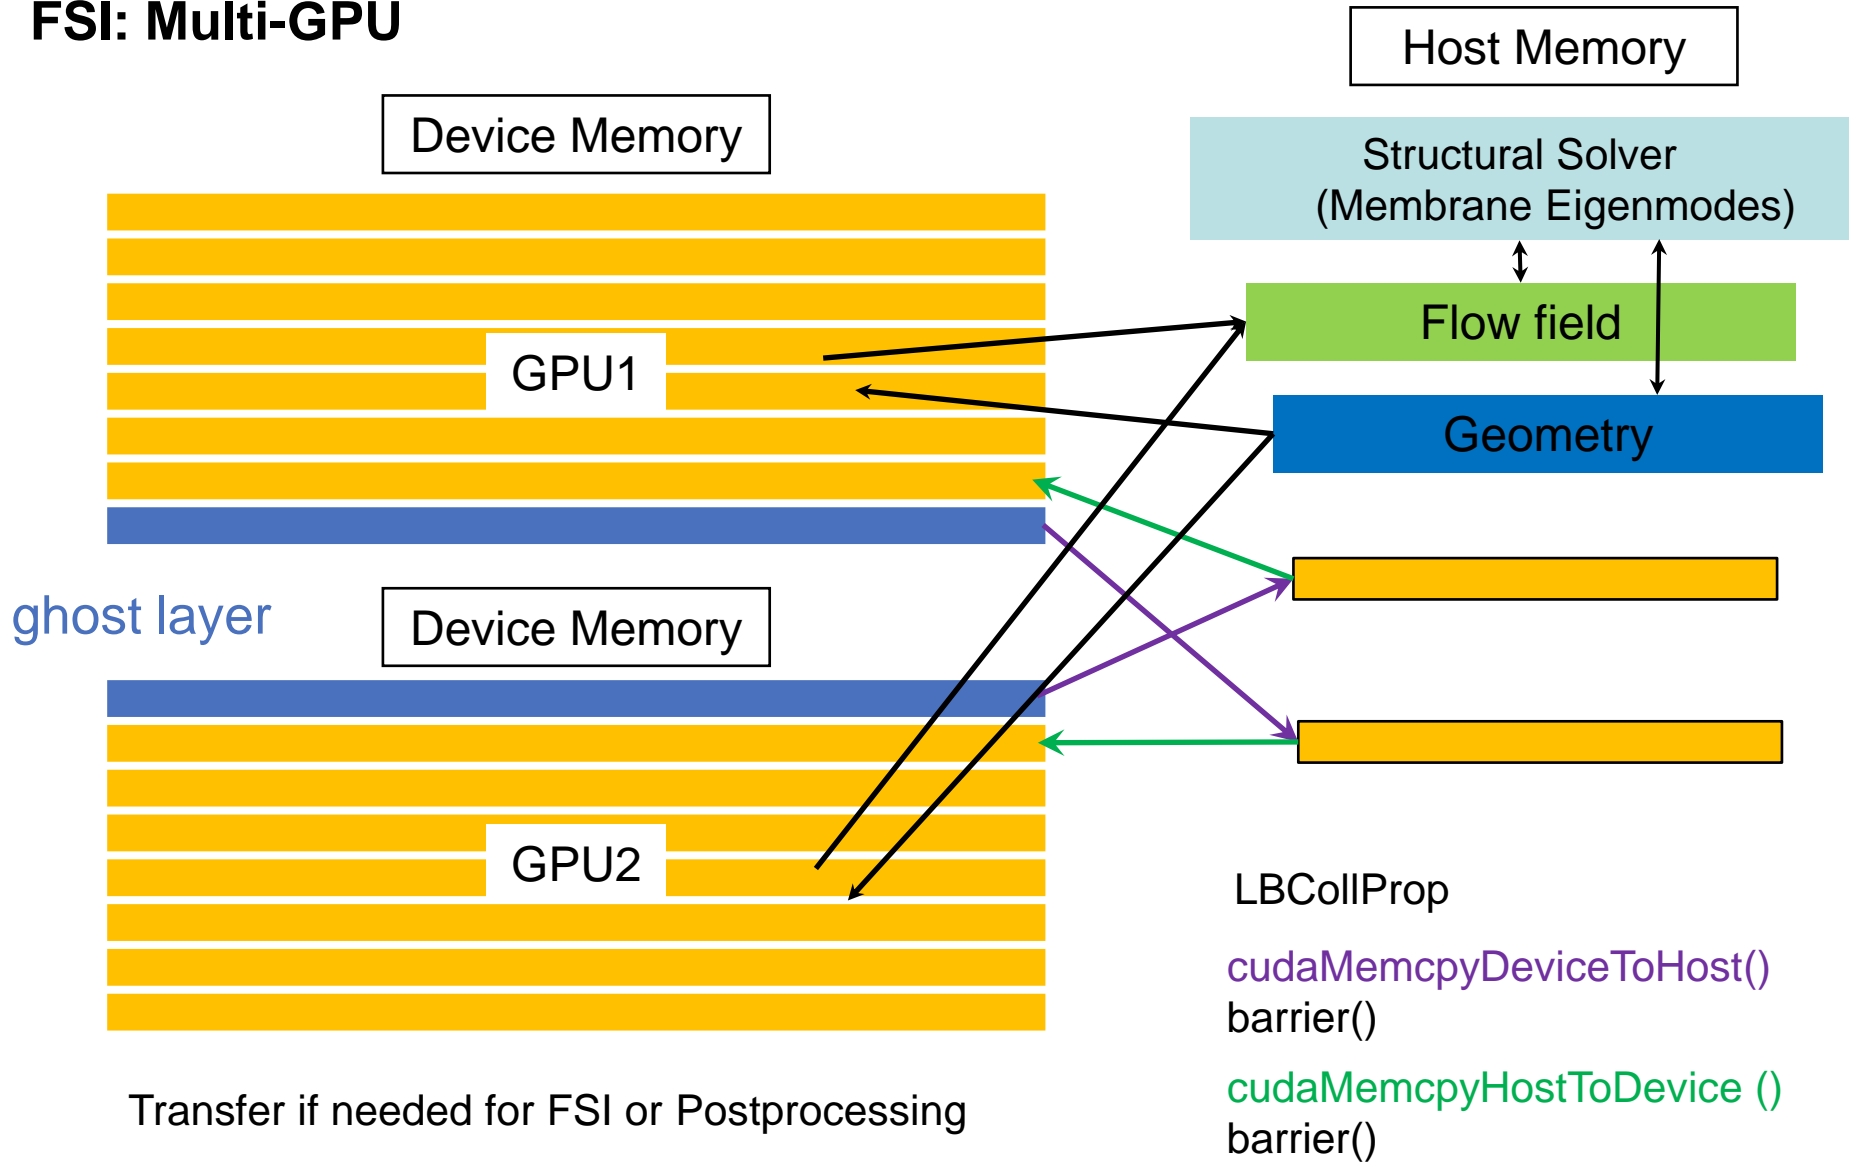 FSI: Multi-GPU
Host Memory
Device Memory
Structural Solver
(Membrane Eigenmodes)
Flow field
GPU1
Geometry
ghost layer
Device Memory
GPU2
LBCollProp
cudaMemcpyDeviceToHost()
barrier()
cudaMemcpyHostToDevice ()
barrier()
Transfer if needed for FSI or Postprocessing